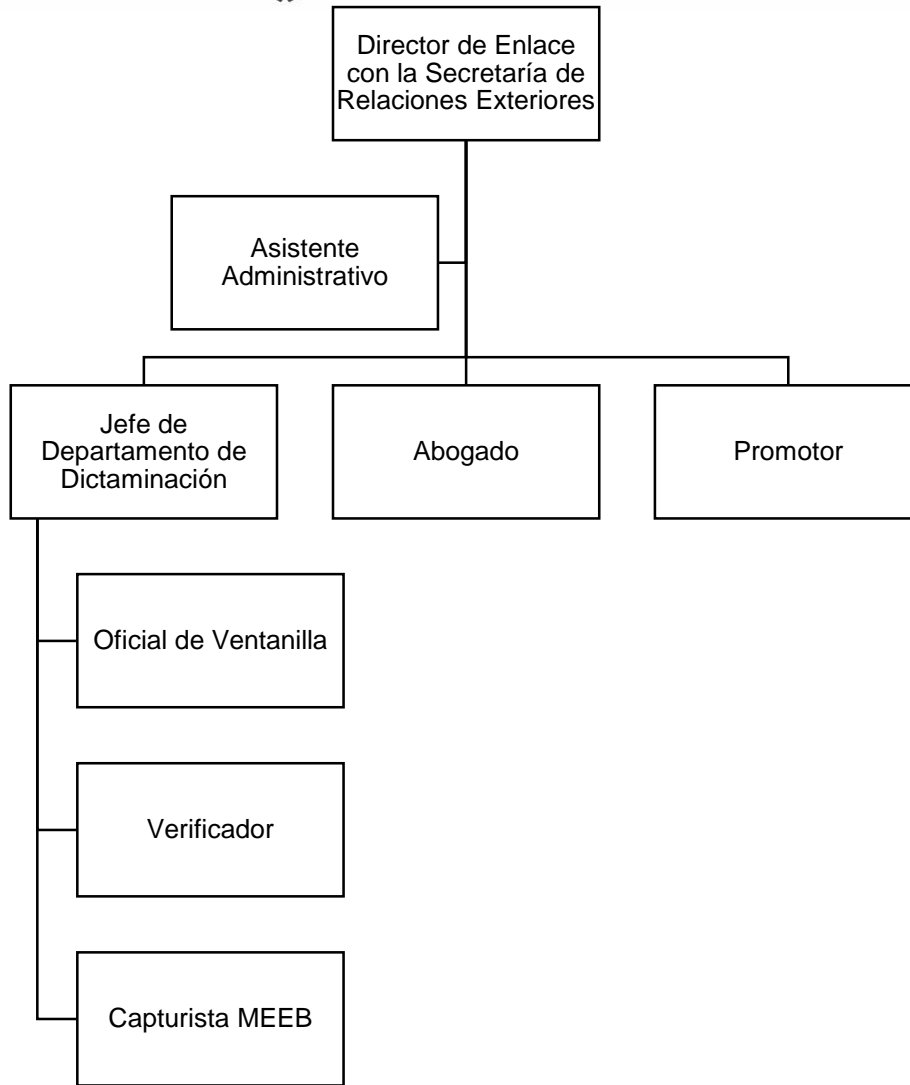 Director de Enlace
con la Secretaría de
Relaciones Exteriores
Asistente
Administrativo
Jefe de
Departamento de
Dictaminación
Abogado
Promotor
Oficial de Ventanilla
Verificador
Capturista MEEB